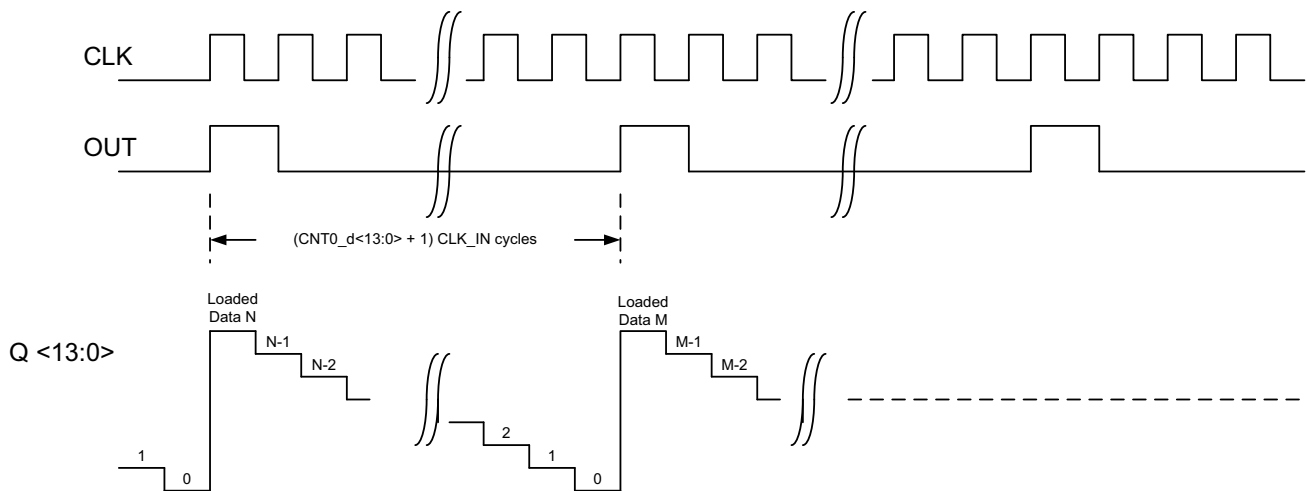 CLK
OUT
(CNT0_d<13:0> + 1) CLK_IN cycles
Loaded
Data N
Loaded
Data M
Q <13:0>
N-1
M-1
N-2
M-2
2
1
1
0
0